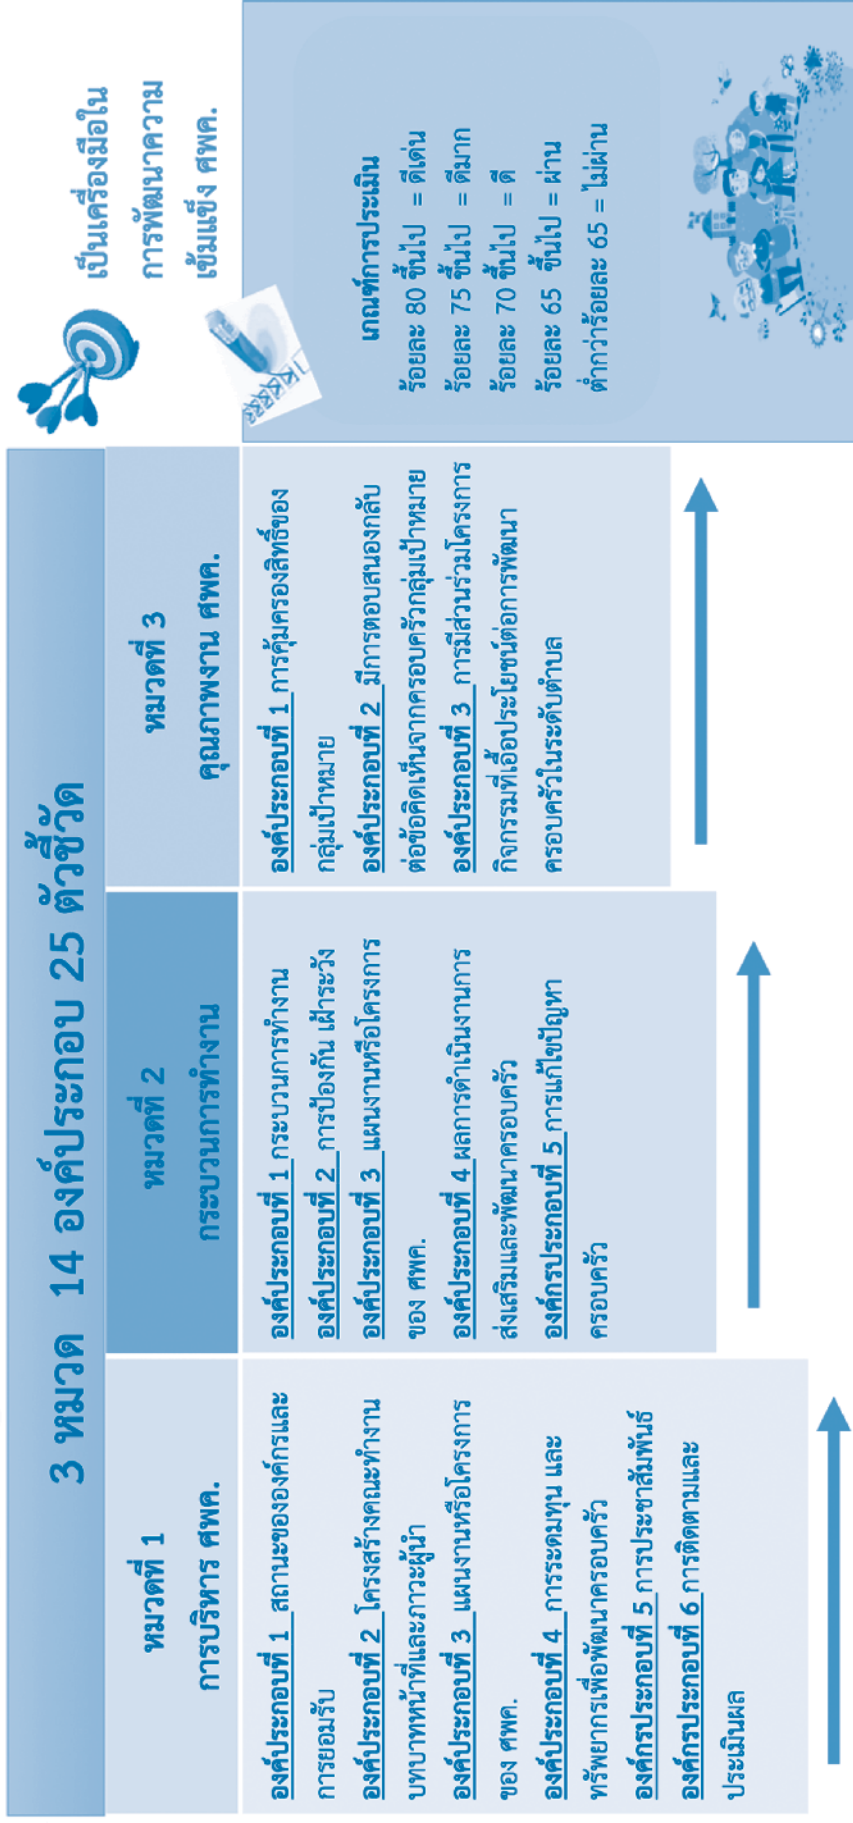 3 หมวด 14 องค์ประกอบ 25 ตัวชี้วัด
เป็นเครื่องมือใน
การพัฒนาความ
เข้มแข็ง ศพค.
หมวดที่ 1
การบริหาร ศพค.
องค์ประกอบที่ 1 สถานะขององค์กรและ
การยอมรับ
องค์ประกอบที่ 2 โครงสร้างคณะทำงาน
บทบาทหน้าที่และภาวะผู้นำ
องค์ประกอบที่ 3 แผนงานหรือโครงการ
ของ ศพค.
องค์ประกอบที่ 4 การระดมทุน และ
ทรัพยากรเพื่อพัฒนาครอบครัว
องค์กรประกอบที่ 5 การประชาสัมพันธ์
องค์กรประกอบที่ 6 การติดตามและ
ประเมินผล
หมวดที่ 2
กระบวนการทำงาน
องค์ประกอบที่ 1 กระบวนการทำงาน
องค์ประกอบที่ 2 การป้องกัน เฝ้าระวัง
องค์ประกอบที่ 3 แผนงานหรือโครงการ
ของ ศพค.
องค์ประกอบที่ 4 ผลการดำเนินงานการ
ส่งเสริมและพัฒนาครอบครัว
องค์กรประกอบที่ 5 การแก้ไขปัญหา
ครอบครัว
หมวดที่ 3
คุณภาพงาน ศพค.
องค์ประกอบที่ 1 การคุ้มครองสิทธิ์ของ
กลุ่มเป้าหมาย
องค์ประกอบที่ 2 มีการตอบสนองกลับ
ต่อข้อคิดเห็นจากครอบครัวกลุ่มเป้าหมาย
องค์ประกอบที่ 3 การมีส่วนร่วมโครงการ
กิจกรรมที่เอื้อประโยชน์ต่อการพัฒนา
ครอบครัวในระดับตำบล
เกณฑ์การประเมิน
ร้อยละ 80 ขึ้นไป = ดีเด่น
ร้อยละ 75 ขึ้นไป = ดีมาก
ร้อยละ 70 ขึ้นไป = ดี
ร้อยละ 65 ขึ้นไป = ผ่าน
ต่ำกว่าร้อยละ 65 = ไม่ผ่าน